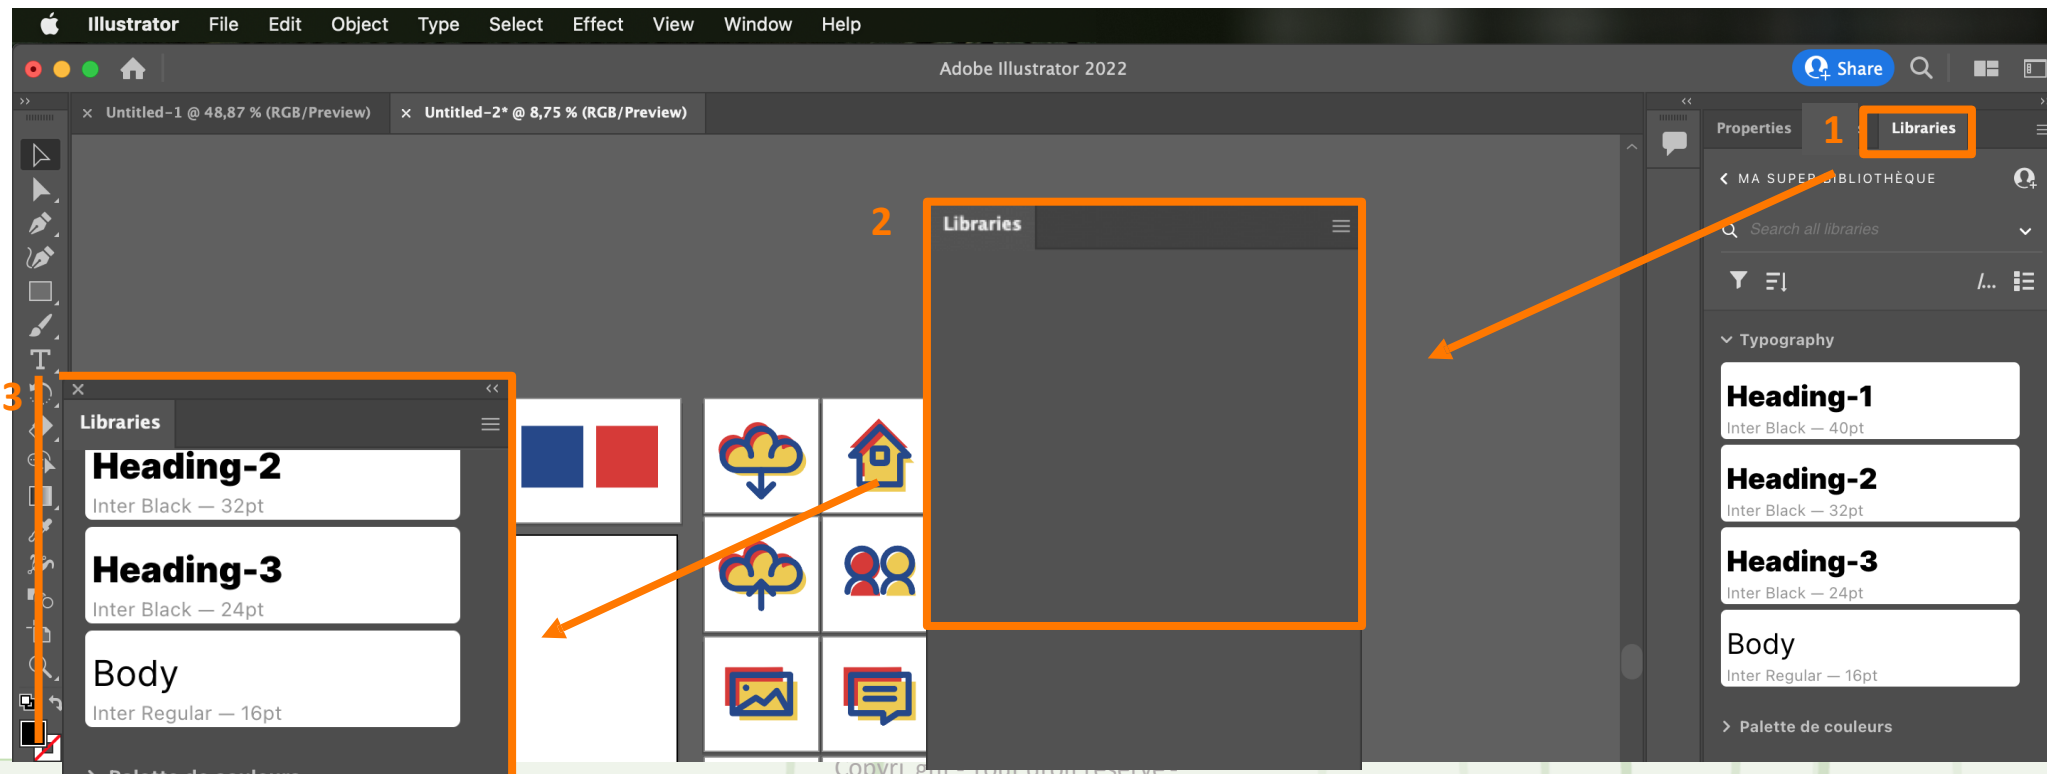 Illustrator File Edit Object Type Select Effect View Window Help
Adobe Illustrator 2022
Share
× Untitled-1 @ 48,87 % (RGB/Preview)
× Untitled-2* @ 8,75 % (RGB/Preview)
Properties
1
Libraries
MA SUPER BIBLIOTHÈQUE
Search all libraries
/...
Typography
Heading-1
Inter Black — 40pt
Heading-2
Inter Black — 32pt
Heading-3
Inter Black — 24pt
Body
Inter Regular — 16pt
Palette de couleurs
2
Libraries
3
Libraries
Heading-2
Inter Black — 32pt
Heading-3
Inter Black — 24pt
Body
Inter Regular — 16pt